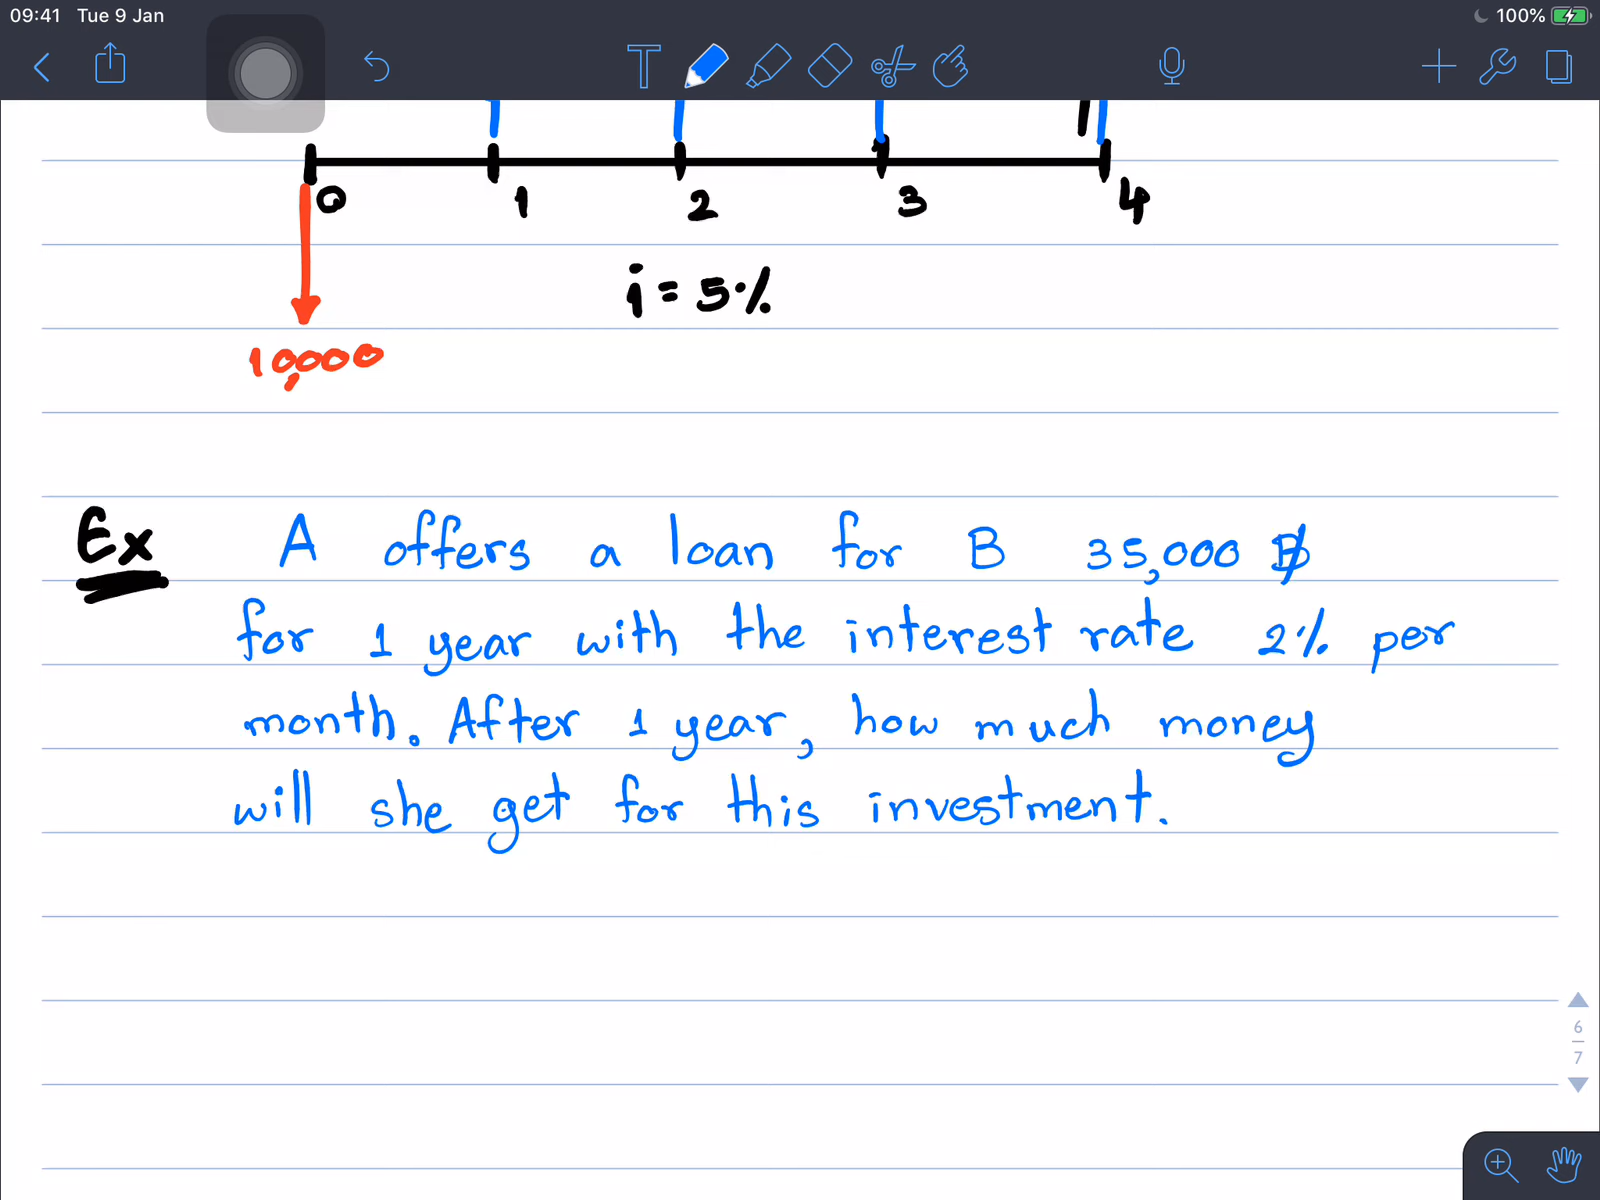 09:41 Tue 9 Jan 100%
T
0 1 2 3 4
i = 5%
10,000
Ex A offers a loan for B 35,000 ฿
for 1 year with the interest rate 2% per
month. After 1 year, how much money
will she get for this investment.
6
7